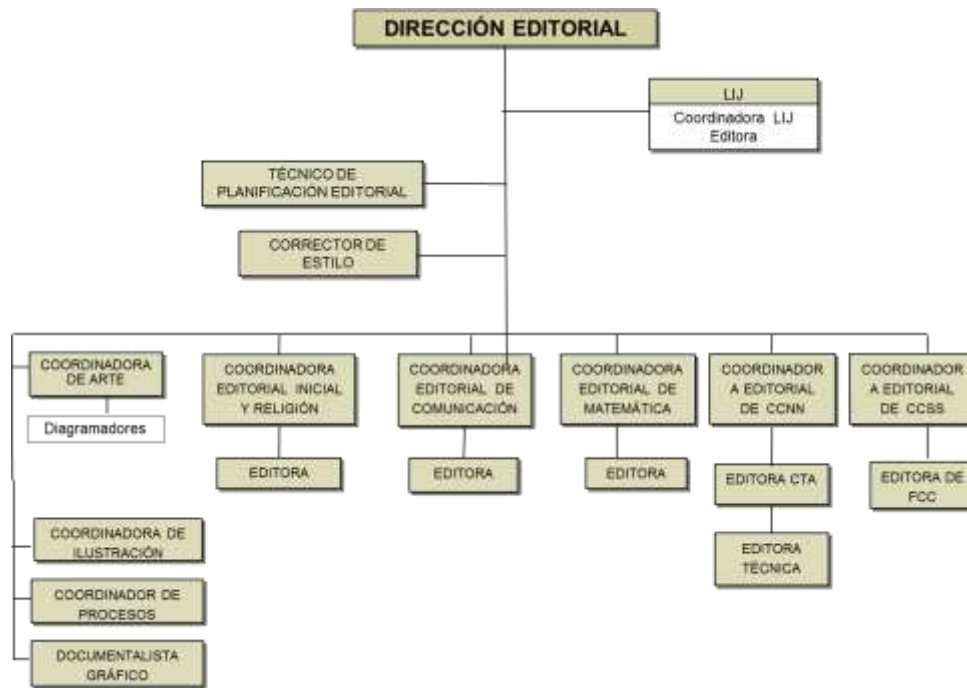 DIRECCIÓN EDITORIAL
LIJ
Coordinadora LIJ
Editora
TÉCNICO DE
PLANIFICACIÓN EDITORIAL
CORRECTOR DE
ESTILO
COORDINADORA
DE ARTE
Diagramadores
COORDINADORA
EDITORIAL INICIAL
Y RELIGIÓN
EDITORA
COORDINADORA
EDITORIAL DE
COMUNICACIÓN
EDITORA
COORDINADORA
EDITORIAL DE
MATEMÁTICA
EDITORA
COORDINADOR
A EDITORIAL
DE CCNN
EDITORA CTA
EDITORA
TÉCNICA
COORDINADOR
A EDITORIAL
DE CCSS
EDITORA DE
FCC
COORDINADORA DE
ILUSTRACIÓN
COORDINADOR DE
PROCESOS
DOCUMENTALISTA
GRÁFICO